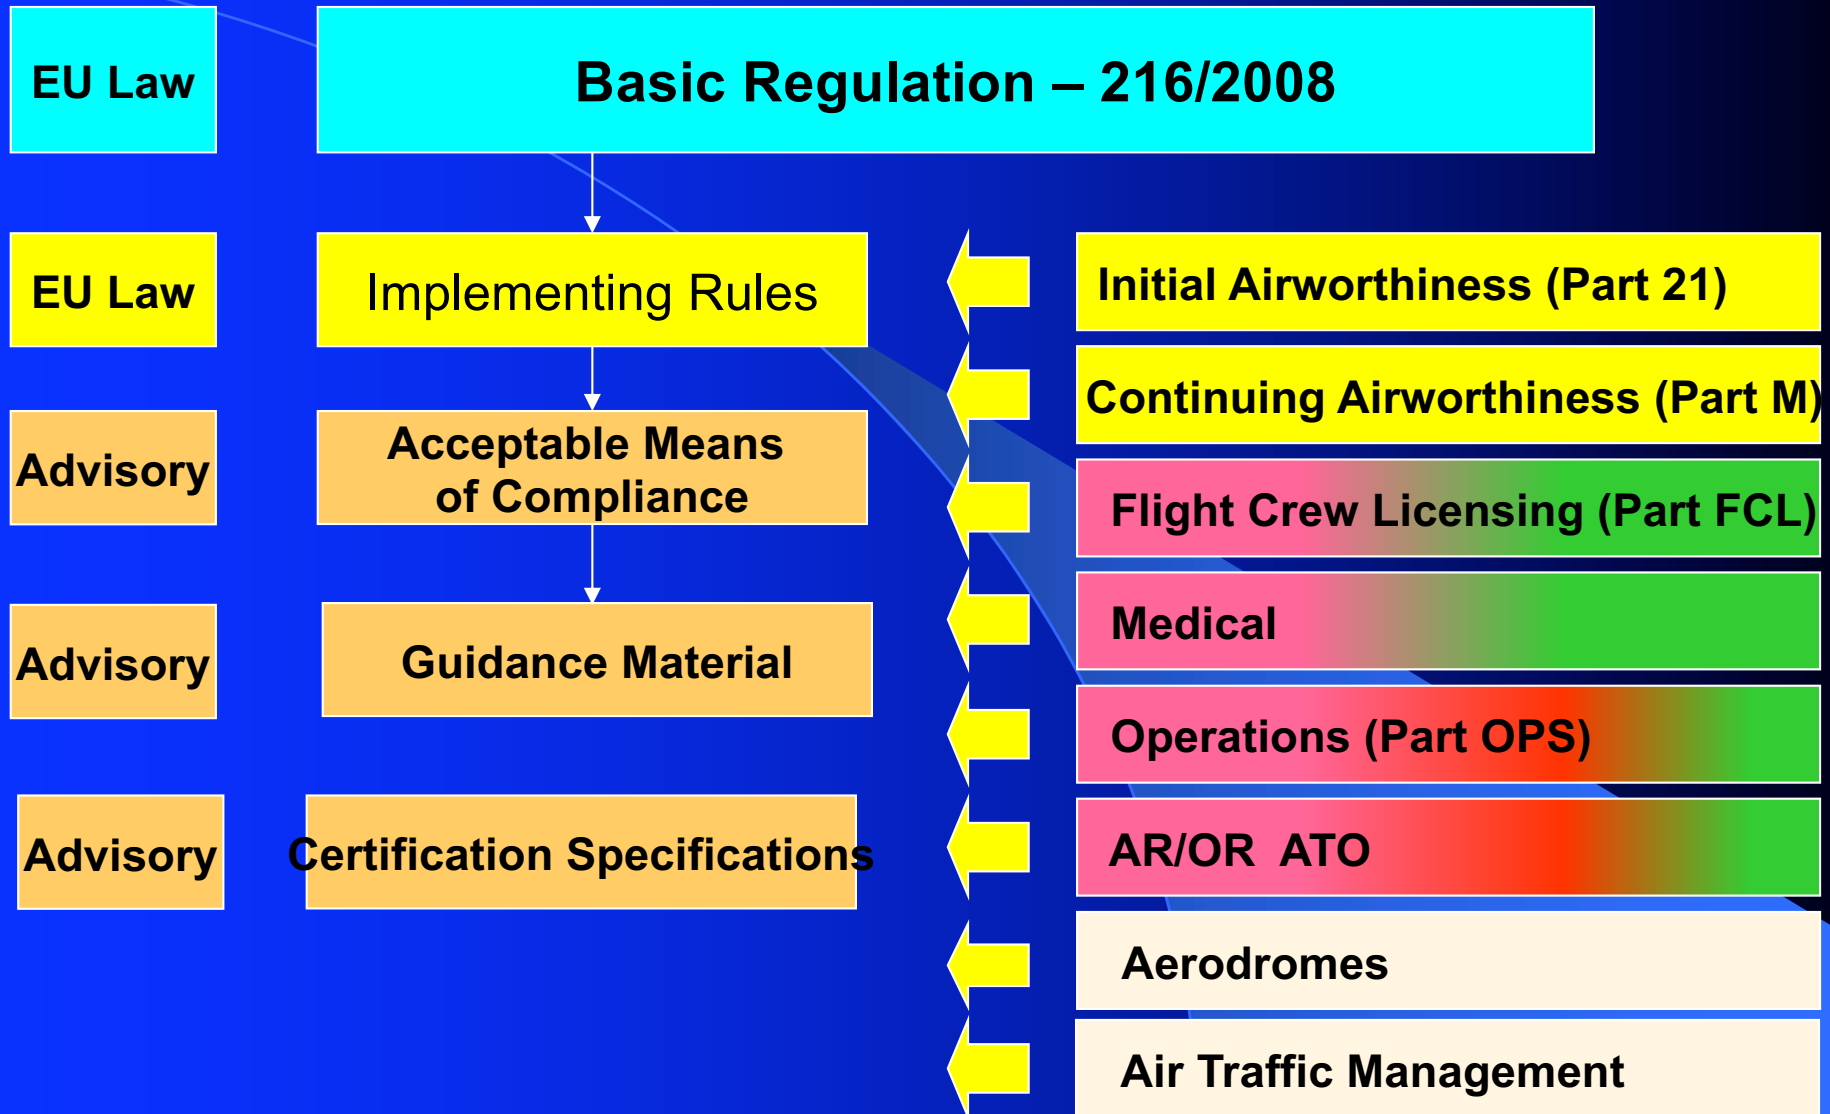 EU Law
Basic Regulation – 216/2008
EU Law
Implementing Rules
Initial Airworthiness (Part 21)
Continuing Airworthiness (Part M)
Advisory
Acceptable Means
of Compliance
Flight Crew Licensing (Part FCL)
Medical
Advisory
Guidance Material
Operations (Part OPS)
Advisory
Certification Specifications
AR/OR  ATO
Aerodromes
Air Traffic Management